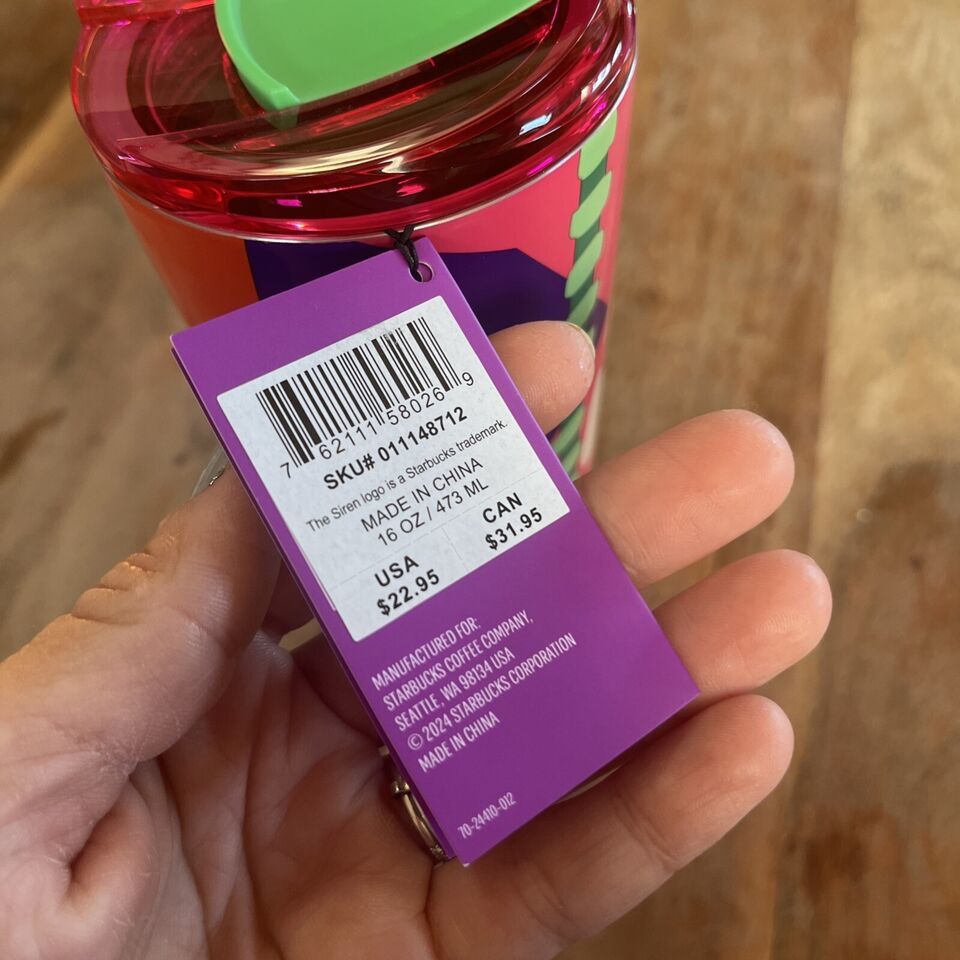 7 62111 58026 9
SKU# 011148712
The Siren logo is a Starbucks trademark.
MADE IN CHINA
16 OZ / 473 ML
USA CAN
$22.95 $31.95
MANUFACTURED FOR:
STARBUCKS COFFEE COMPANY,
SEATTLE, WA 98134 USA
© 2024 STARBUCKS CORPORATION
MADE IN CHINA
70-24410-012